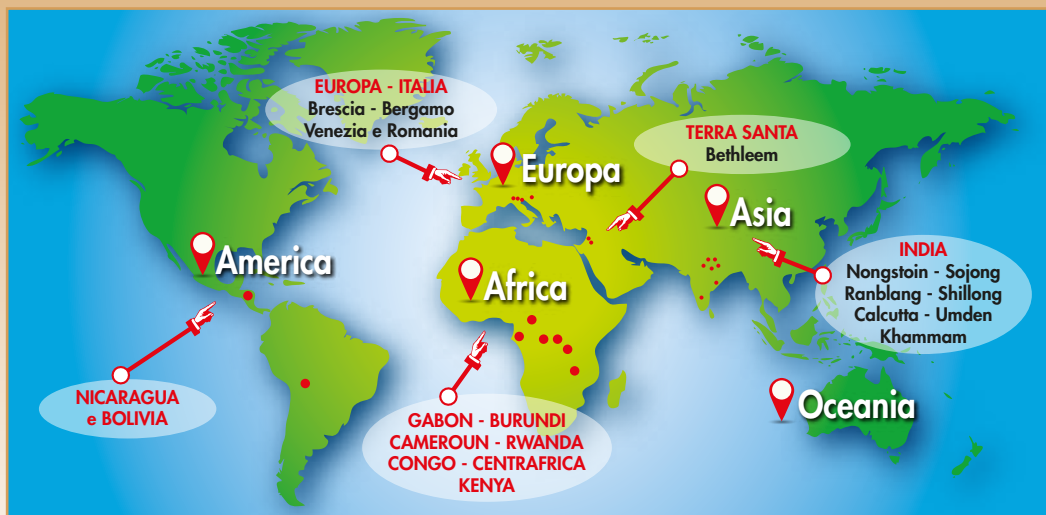 EUROPA - ITALIA
Brescia - Bergamo
Venezia e Romania
TERRA SANTA
Bethleem
Europa
Asia
America
Africa
INDIA
Nongstoin - Sojong
Ranblang - Shillong
Calcutta - Umden
Khammam
NICARAGUA
e BOLIVIA
GABON - BURUNDI
CAMEROUN - RWANDA
CONGO - CENTRAFRICA
KENYA
Oceania